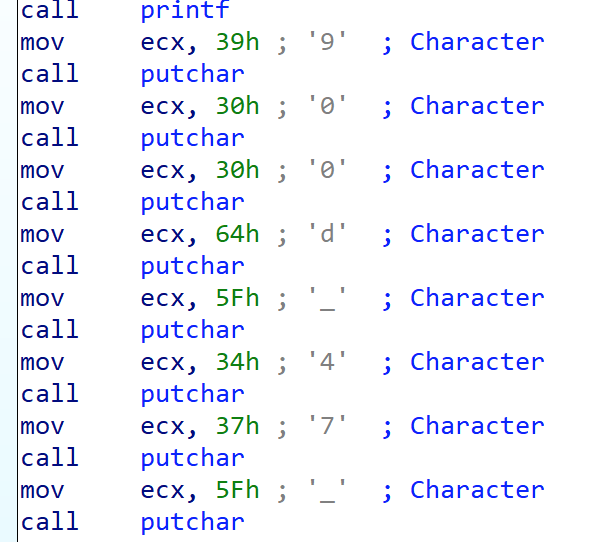 call printf
mov ecx, 39h ; '9' ; Character
call putchar
mov ecx, 30h ; '0' ; Character
call putchar
mov ecx, 30h ; '0' ; Character
call putchar
mov ecx, 64h ; 'd' ; Character
call putchar
mov ecx, 5Fh ; '_' ; Character
call putchar
mov ecx, 34h ; '4' ; Character
call putchar
mov ecx, 37h ; '7' ; Character
call putchar
mov ecx, 5Fh ; '_' ; Character
call putchar